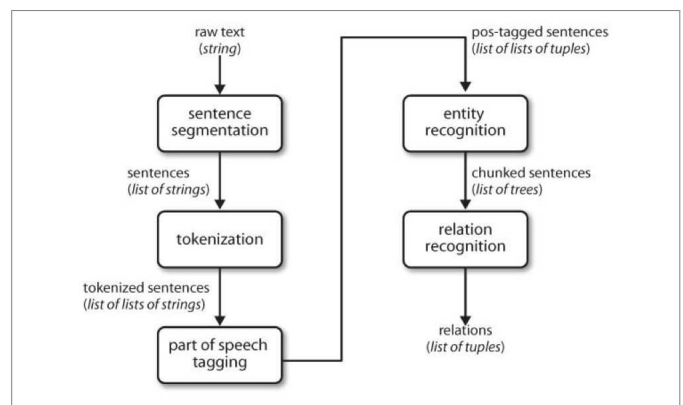 raw text
(string)
sentence
segmentation
sentences
(list of strings)
tokenization
tokenized sentences
(list of lists of strings)
part of speech
tagging
pos-tagged sentences
(list of lists of tuples)
entity
recognition
chunked sentences
(list of trees)
relation
recognition
relations
(list of tuples)